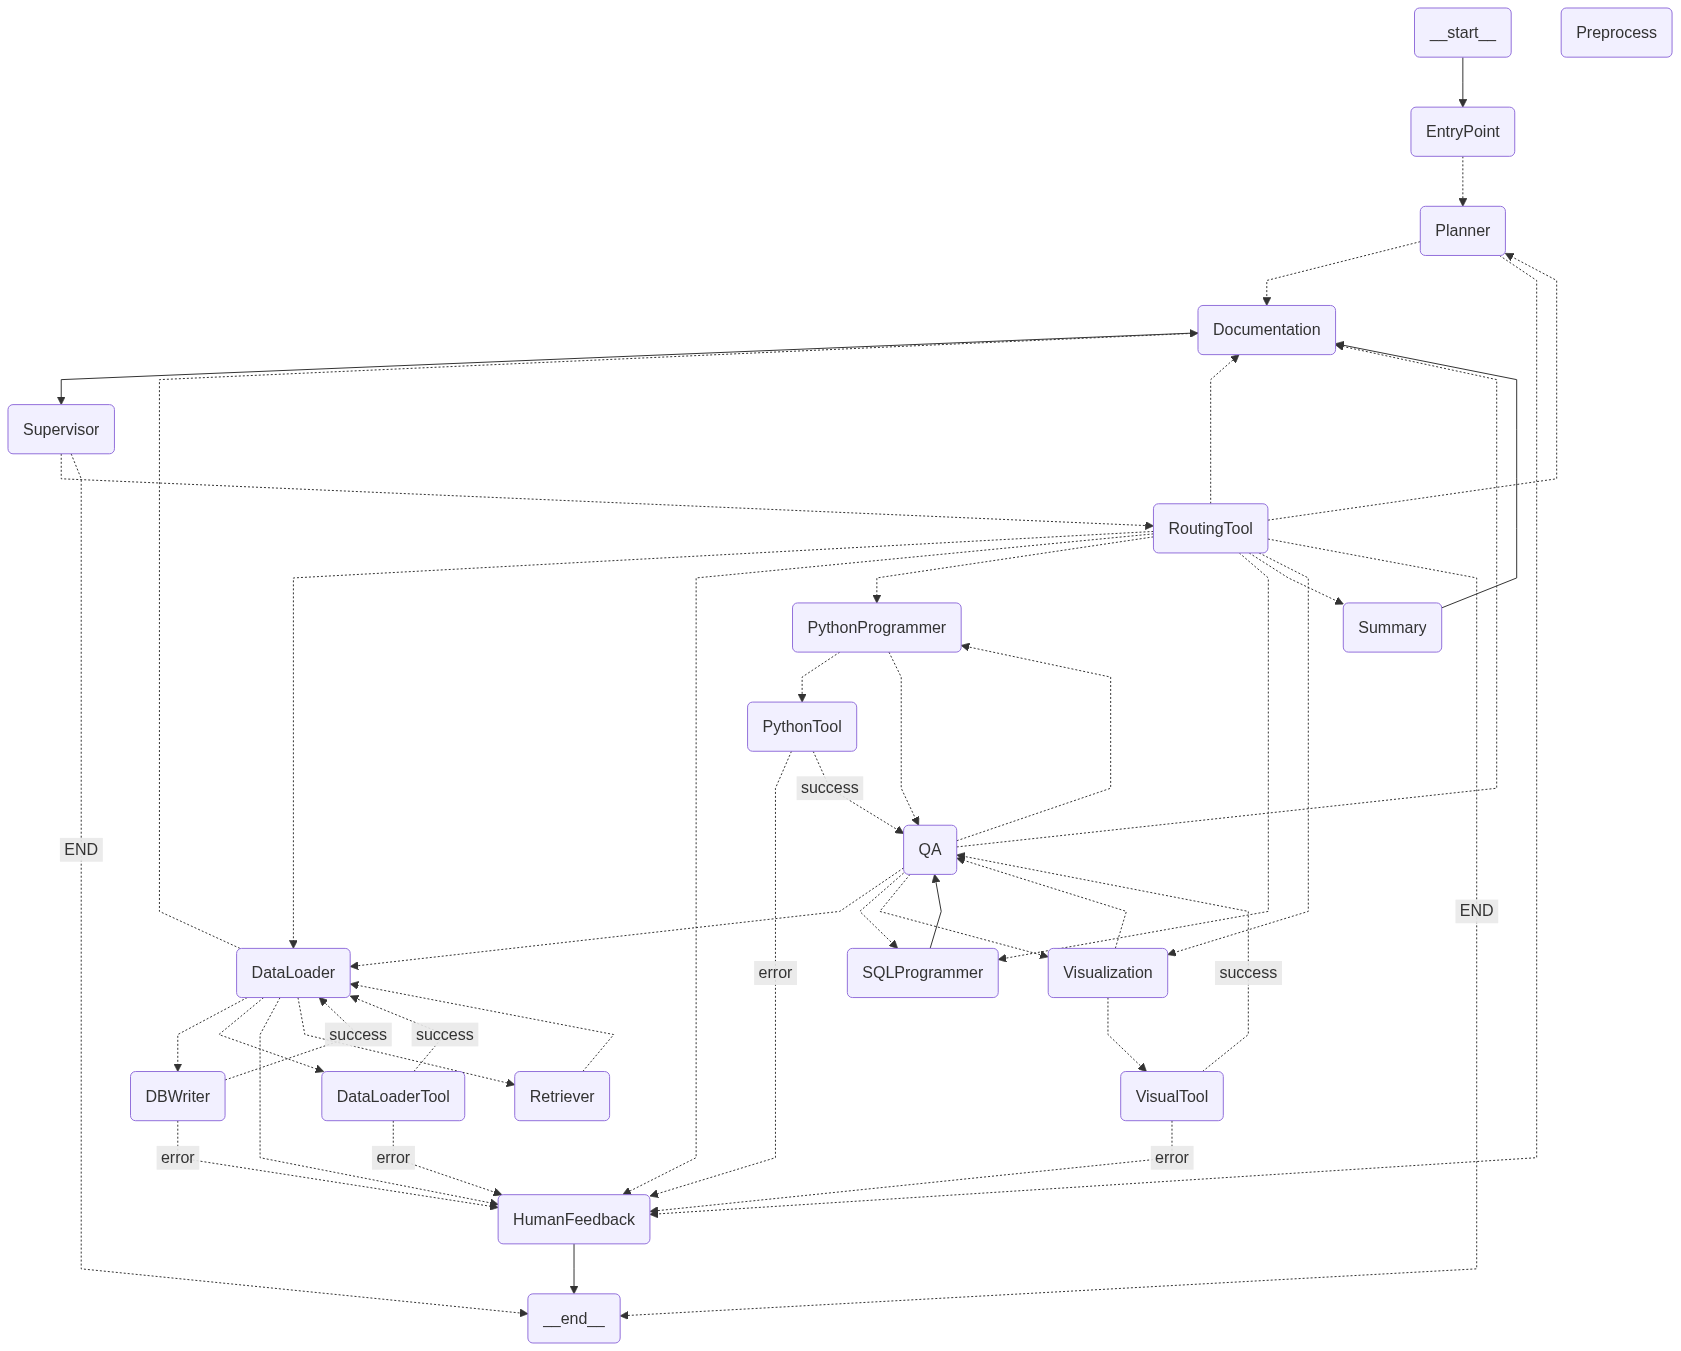 __start__
Preprocess
EntryPoint
Planner
Documentation
Supervisor
RoutingTool
PythonProgrammer
Summary
PythonTool
success
QA
END
END
DataLoader
error
SQLProgrammer
Visualization
success
success
success
DBWriter
DataLoaderTool
Retriever
VisualTool
error
error
error
HumanFeedback
__end__